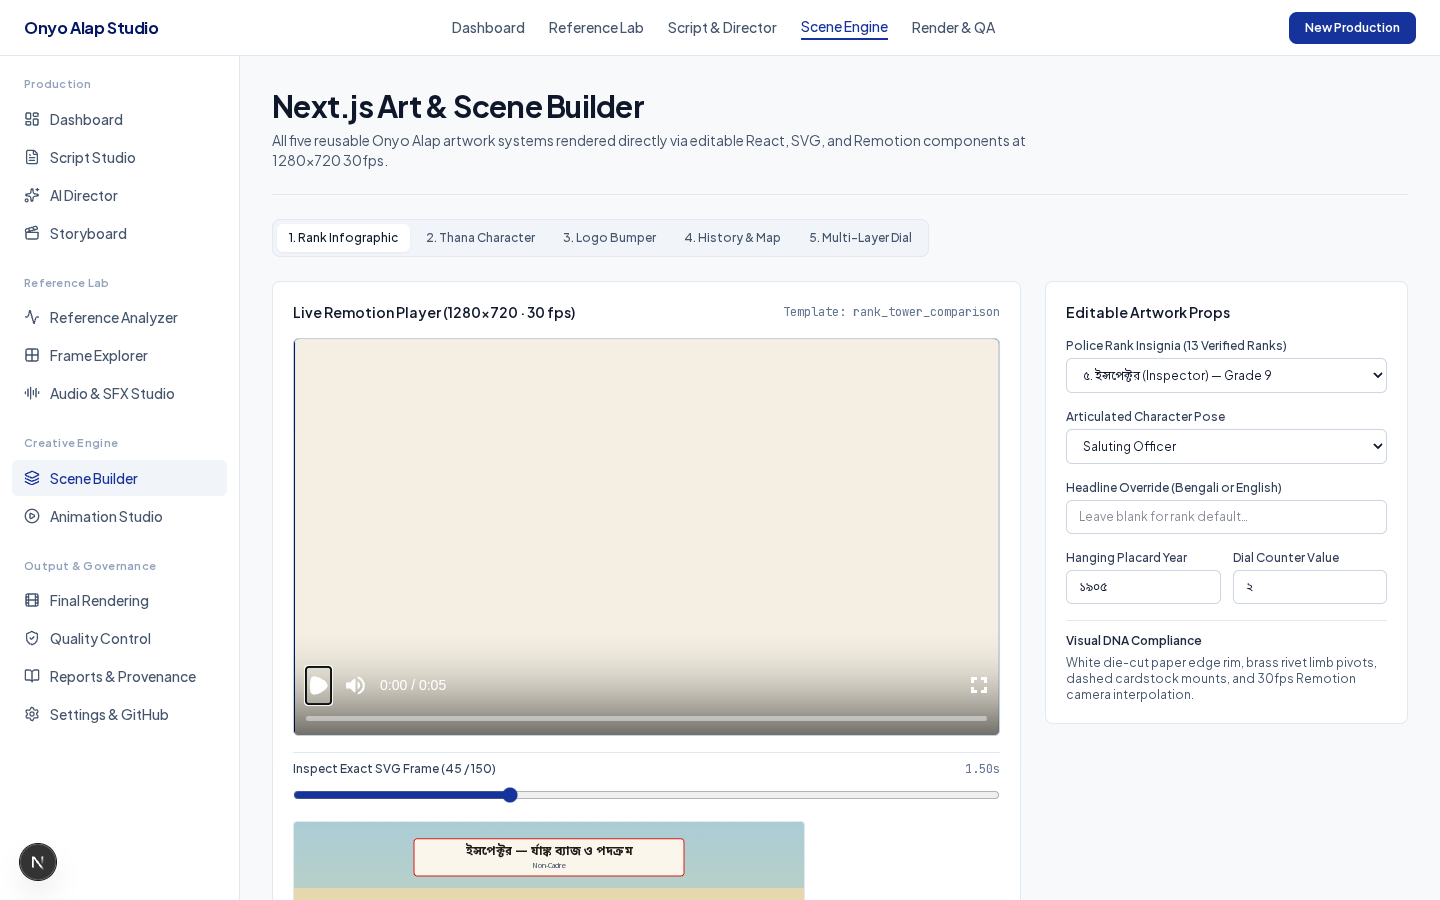 Onyo Alap Studio
Dashboard
Reference Lab
Script & Director
Scene Engine
Render & QA
New Production
Production
Dashboard
Script Studio
AI Director
Storyboard
Reference Lab
Reference Analyzer
Frame Explorer
Audio & SFX Studio
Creative Engine
Scene Builder
Animation Studio
Output & Governance
Final Rendering
Quality Control
Reports & Provenance
Settings & GitHub
N
Next.js Art & Scene Builder
All five reusable Onyo Alap artwork systems rendered directly via editable React, SVG, and Remotion components at
1280×720 30fps.
1. Rank Infographic
2. Thana Character
3. Logo Bumper
4. History & Map
5. Multi-Layer Dial
Live Remotion Player (1280×720 · 30 fps)
Template: rank_tower_comparison
0:00 / 0:05
Inspect Exact SVG Frame (45 / 150)
1.50s
ইন্সপেক্টর — র‍্যাঙ্ক ব্যাজ ও পদক্রম
Non-Cadre
Editable Artwork Props
Police Rank Insignia (13 Verified Ranks)
৫. ইন্সপেক্টর (Inspector) — Grade 9
Articulated Character Pose
Saluting Officer
Headline Override (Bengali or English)
Leave blank for rank default...
Hanging Placard Year
Dial Counter Value
১৯০৫
২
Visual DNA Compliance
White die-cut paper edge rim, brass rivet limb pivots,
dashed cardstock mounts, and 30fps Remotion
camera interpolation.